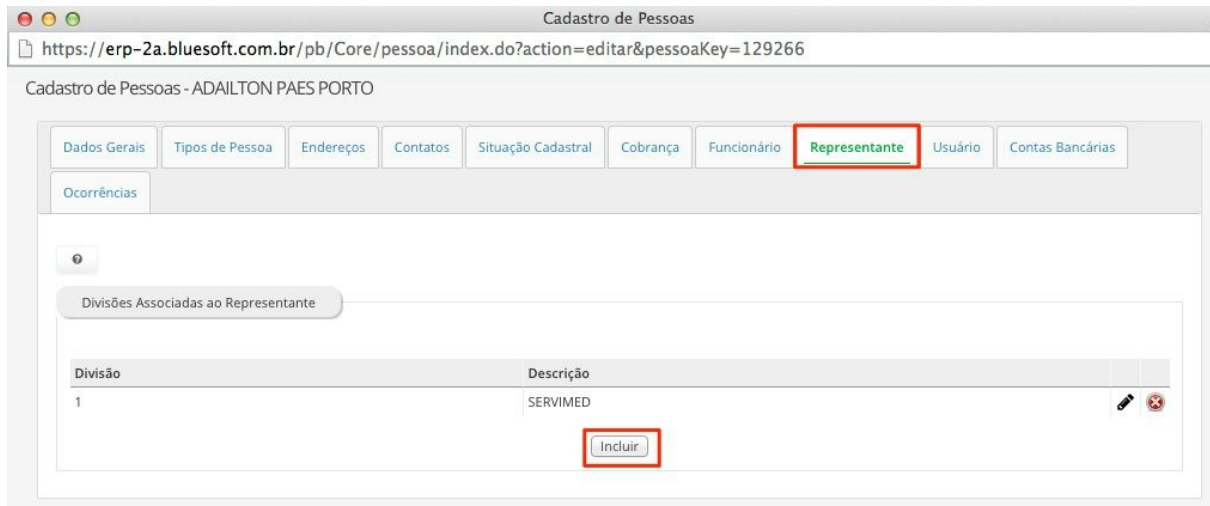 Cadastro de Pessoas
https://erp-2a.bluesoft.com.br/pb/Core/pessoa/index.do?action=editar&pessoaKey=129266
Cadastro de Pessoas - ADAILTON PAES PORTO
Dados Gerais Tipos de Pessoa Endereços Contatos Situação Cadastral Cobrança Funcionário Representante Usuário Contas Bancárias
Ocorrências
Divisões Associadas ao Representante
Divisão Descrição
1 SERVIMED
Incluir